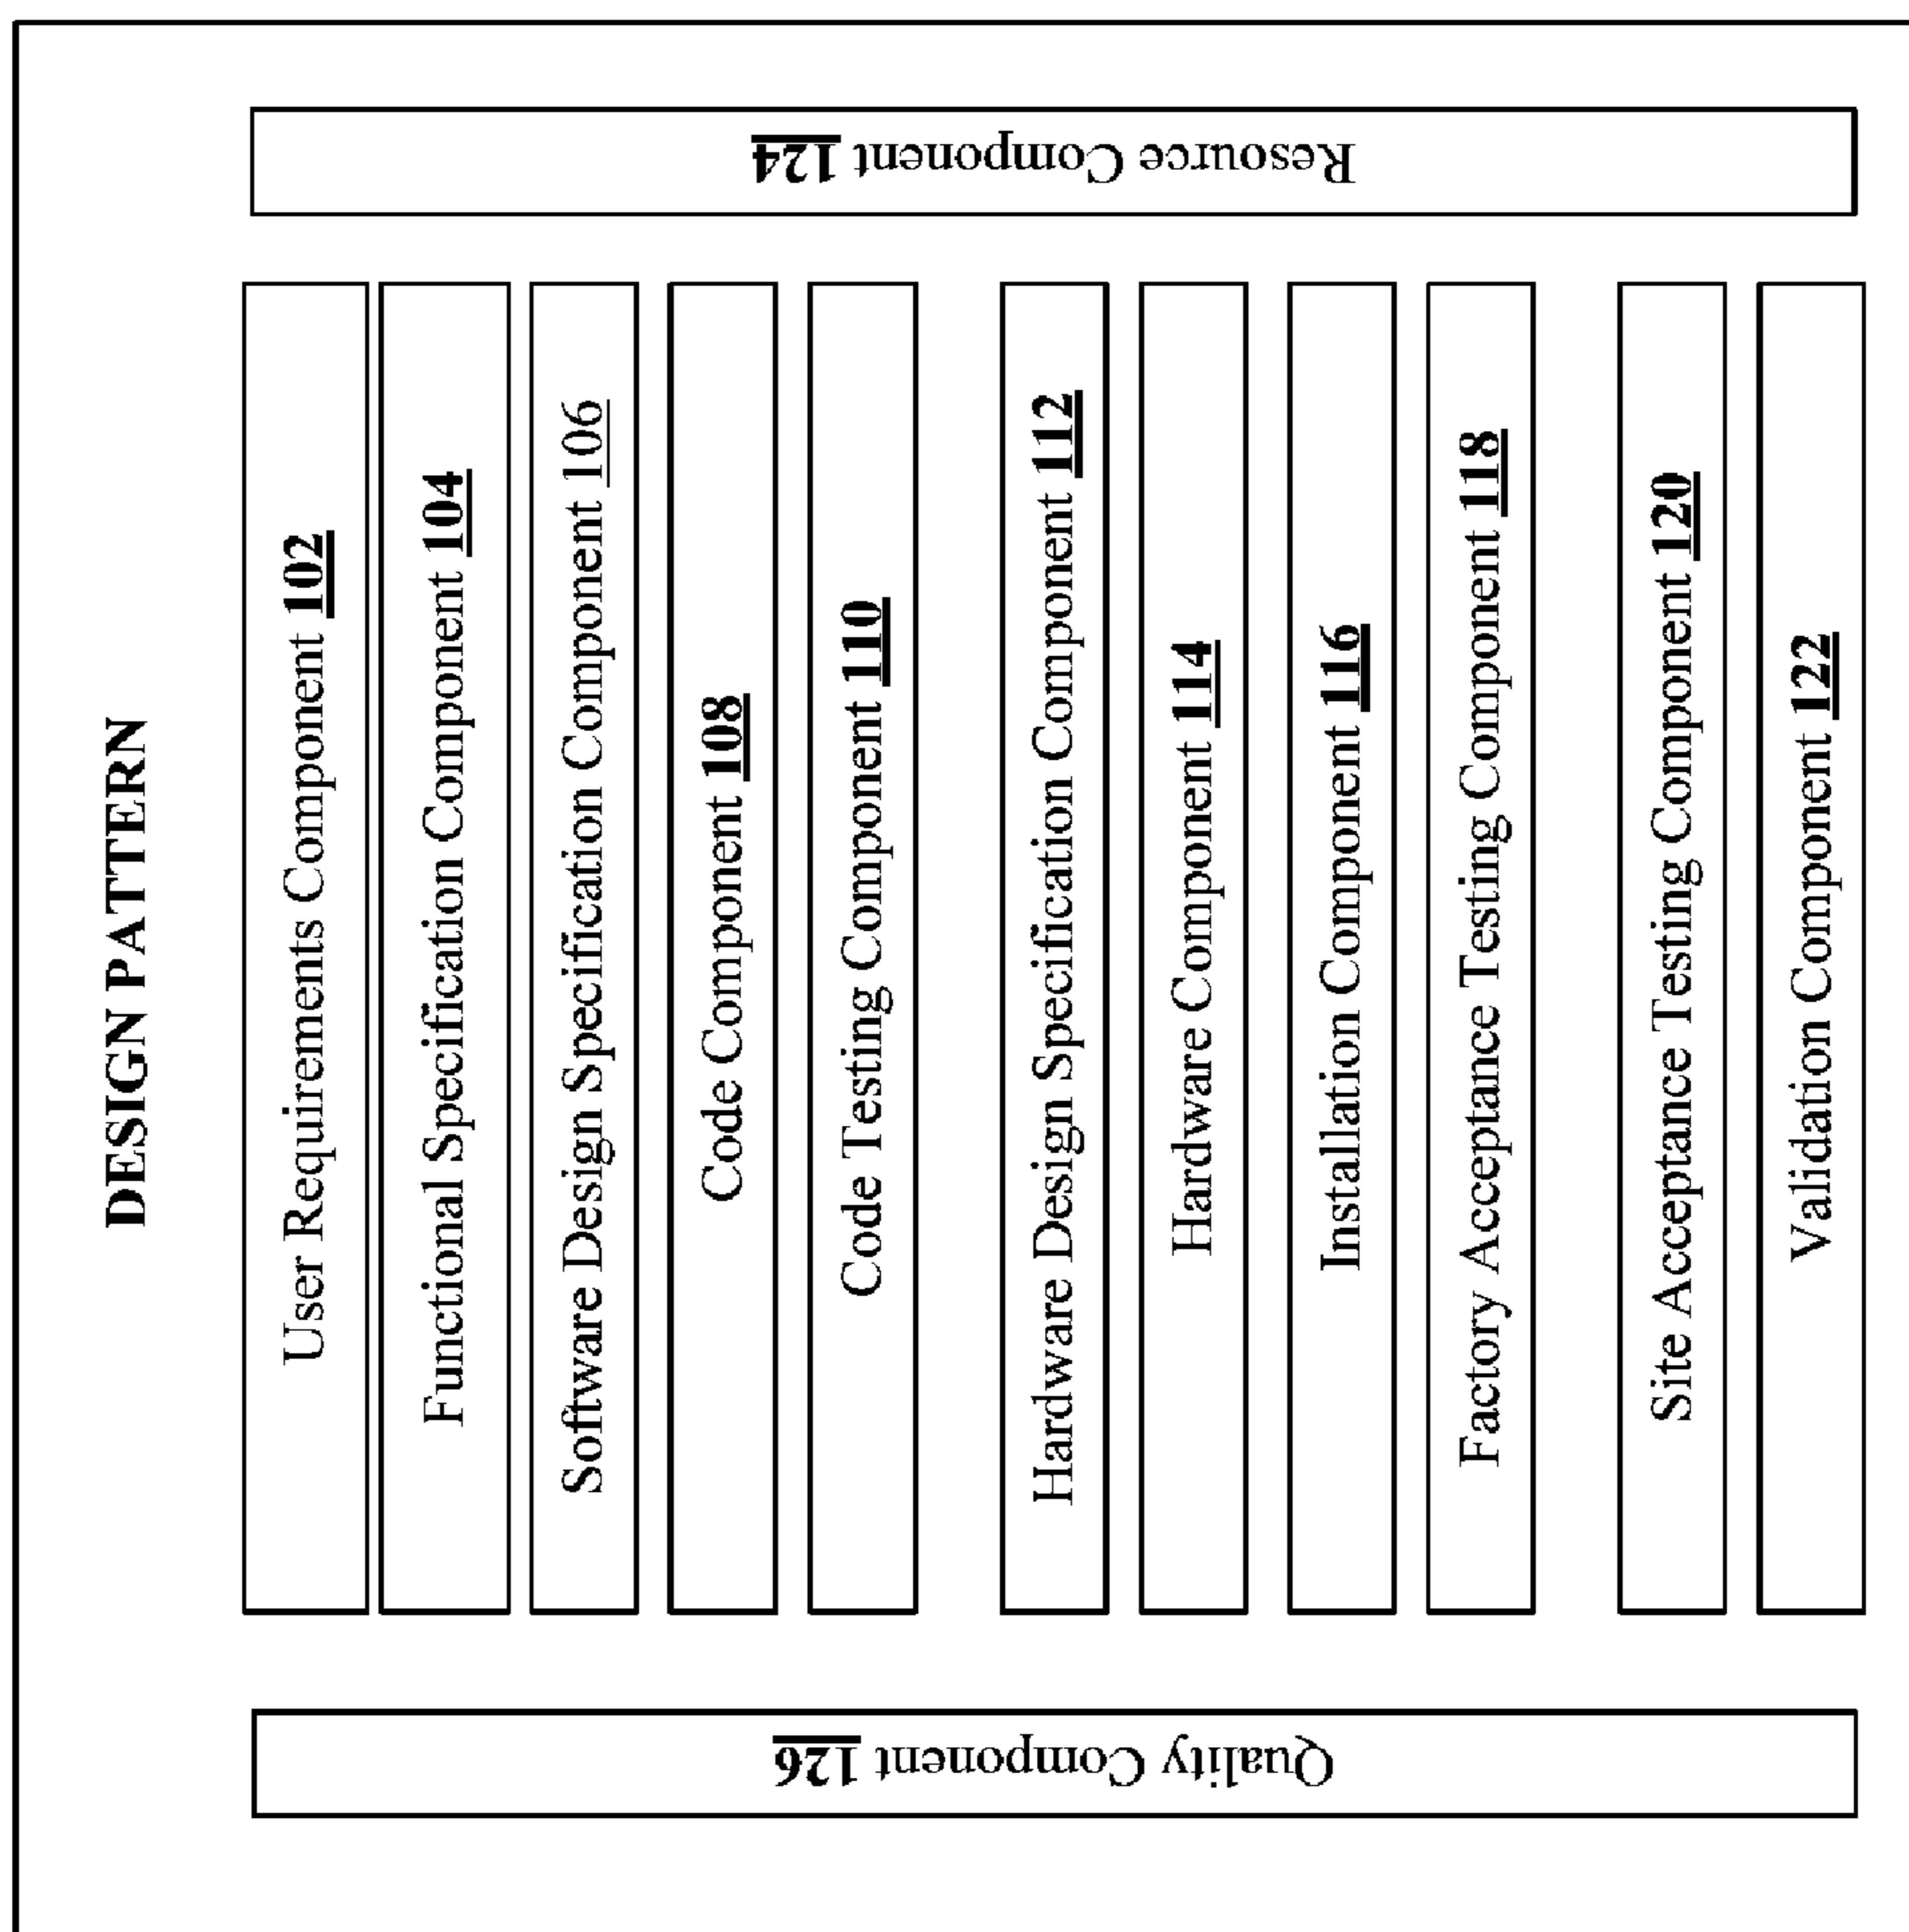 DESIGN PATTERN
User Requirements Component 102
Functional Specification Component 104
Software Design Specification Component 106
Code Component 108
Code Testing Component 110
Hardware Design Specification Component 112
Hardware Component 114
Installation Component 116
Factory Acceptance Testing Component 118
Site Acceptance Testing Component 120
Validation Component 122
Quality Component 126
Resource Component 124